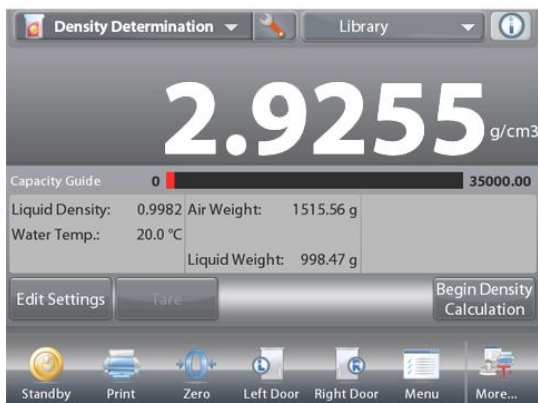 Density Determination Library
2.9255 g/cm3
Capacity Guide 0 35000.00
Liquid Density: 0.9982 Air Weight: 1515.56 g
Water Temp.: 20.0 °C
Liquid Weight: 998.47 g
Edit Settings Tare Begin Density
Calculation
Standby Print Zero Left Door Right Door Menu More...